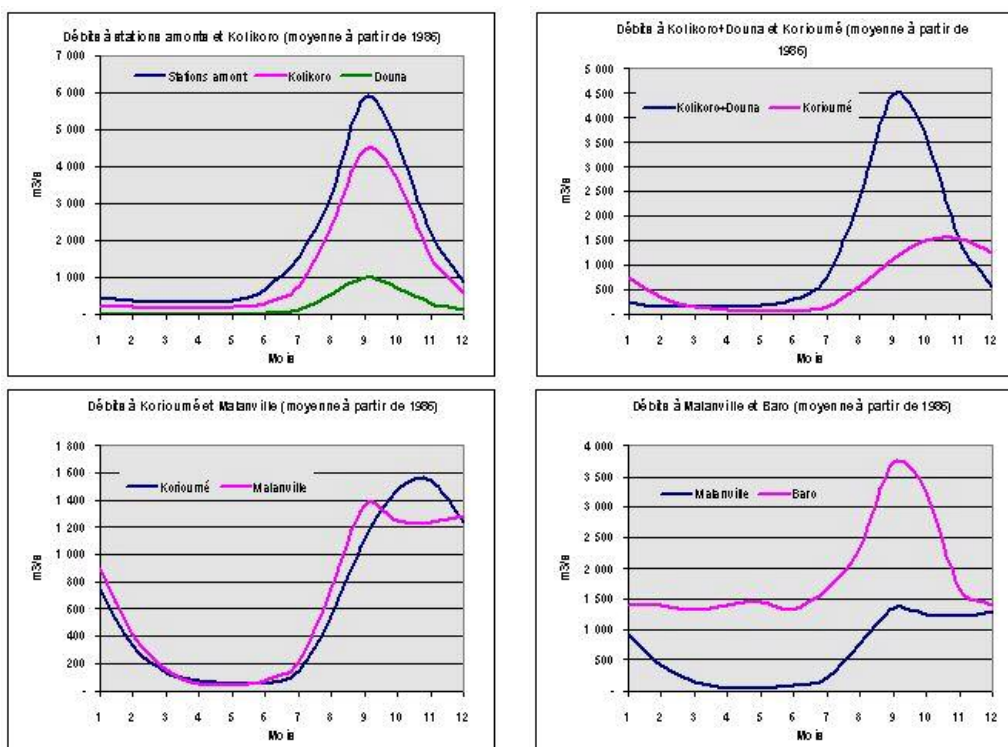 Débits à stations amonts et Kolikoro (moyenne à partir de 1986)
7 000
6 000
5 000
4 000
3 000
2 000
1 000
-
m3/s
Stations amont
Kolikoro
Douna
1 2 3 4 5 6 7 8 9 10 11 12
Mois
Débits à Kolikoro+Douna et Korioumé (moyenne à partir de
1986)
5 000
4 500
4 000
3 500
3 000
2 500
2 000
1 500
1 000
500
-
m3/s
Kolikoro+Douna
Korioumé
1 2 3 4 5 6 7 8 9 10 11 12
Mois
Débits à Korioumé et Malanville (moyenne à partir de 1986)
1 800
1 600
1 400
1 200
1 000
800
600
400
200
-
m3/s
Korioumé
Malanville
1 2 3 4 5 6 7 8 9 10 11 12
Mois
Débits à Malanville et Baro (moyenne à partir de 1986)
4 000
3 500
3 000
2 500
2 000
1 500
1 000
500
-
m3/s
Malanville
Baro
1 2 3 4 5 6 7 8 9 10 11 12
Mois